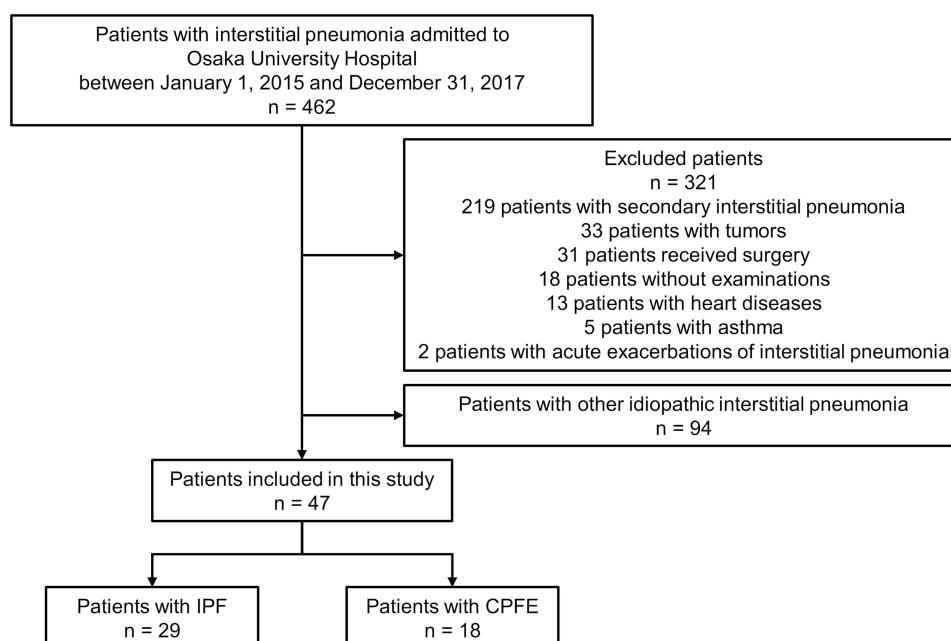 Patients with interstitial pneumonia admitted to
Osaka University Hospital
between January 1, 2015 and December 31, 2017
n = 462
Excluded patients
n = 321
219 patients with secondary interstitial pneumonia
33 patients with tumors
31 patients received surgery
18 patients without examinations
13 patients with heart diseases
5 patients with asthma
2 patients with acute exacerbations of interstitial pneumonia
Patients with other idiopathic interstitial pneumonia
n = 94
Patients included in this study
n = 47
Patients with IPF
n = 29
Patients with CPFE
n = 18